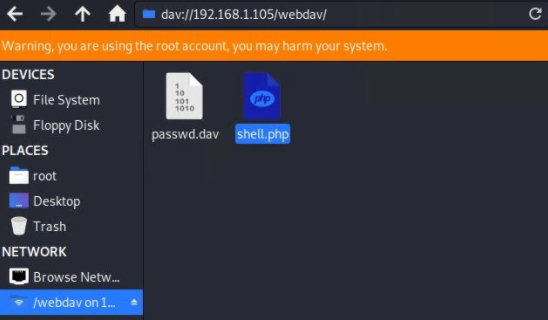 dav://192.168.1.105/webdav/
Warning, you are using the root account, you may harm your system.
DEVICES
File System
Floppy Disk
PLACES
root
Desktop
Trash
NETWORK
Browse Netw...
/webdav on 1...
1
10
101
1010
passwd.dav
php
shell.php